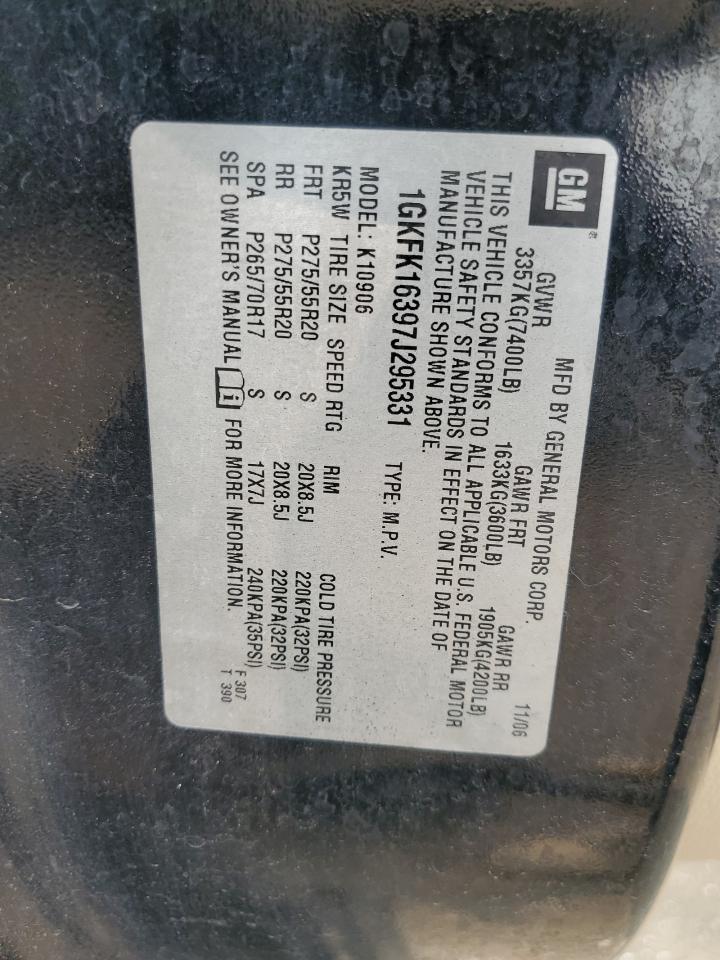 GM®
MFD BY GENERAL MOTORS CORP. 11/06
GVWR GAWR FRT GAWR RR
3357KG(7400LB) 1633KG(3600LB) 1905KG(4200LB)
THIS VEHICLE CONFORMS TO ALL APPLICABLE U.S. FEDERAL MOTOR
VEHICLE SAFETY STANDARDS IN EFFECT ON THE DATE OF
MANUFACTURE SHOWN ABOVE.
1GKFK16397J295331 TYPE: M.P.V.
MODEL: K10906
KR5W TIRE SIZE SPEED RTG RIM COLD TIRE PRESSURE
FRT P275/55R20 S 20X8.5J 220KPA(32PSI)
RR P275/55R20 S 20X8.5J 220KPA(32PSI)
SPA P265/70R17 S 17X7J 240KPA(35PSI)
SEE OWNER'S MANUAL i FOR MORE INFORMATION.
F 307
T 390